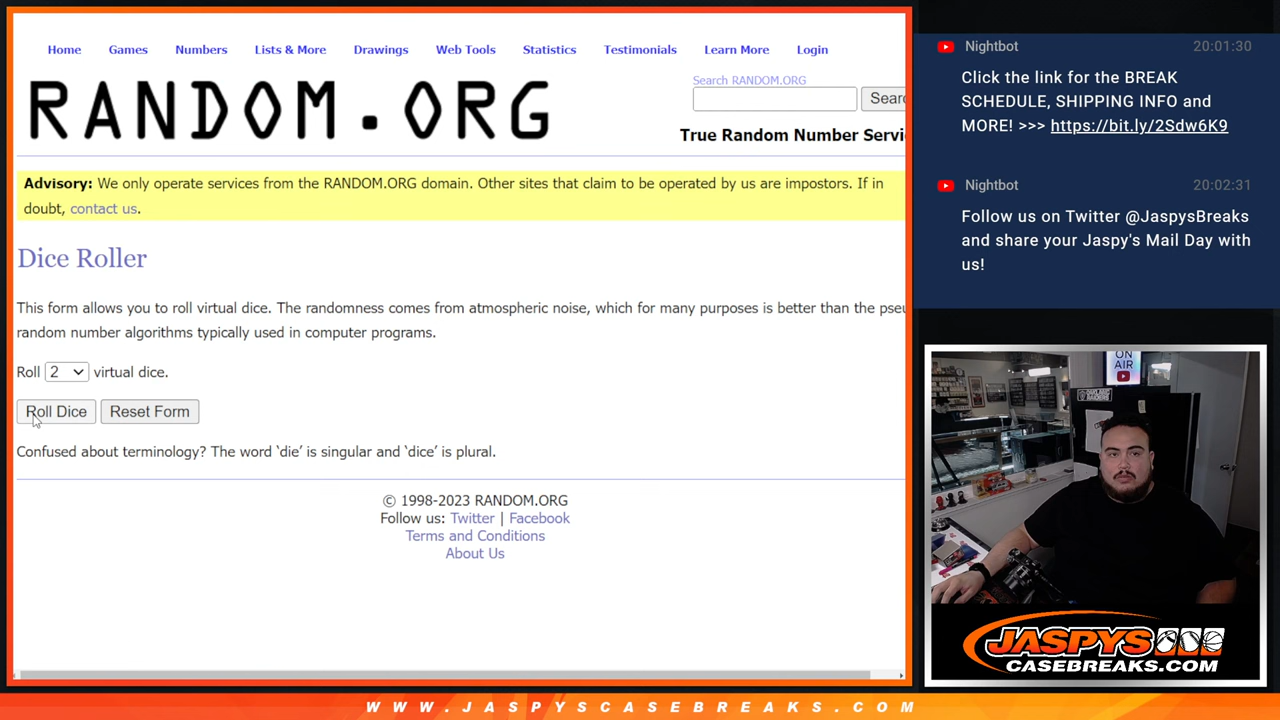 Home Games Numbers Lists & More Drawings Web Tools Statistics Testimonials Learn More Login
RANDOM.ORG
Search RANDOM.ORG
Searc
True Random Number Servi
Advisory: We only operate services from the RANDOM.ORG domain. Other sites that claim to be operated by us are impostors. If in
doubt, contact us.
Dice Roller
This form allows you to roll virtual dice. The randomness comes from atmospheric noise, which for many purposes is better than the pseu
random number algorithms typically used in computer programs.
Roll 2 virtual dice.
Roll Dice Reset Form
Confused about terminology? The word ‘die’ is singular and ‘dice’ is plural.
© 1998-2023 RANDOM.ORG
Follow us: Twitter | Facebook
Terms and Conditions
About Us
Nightbot 20:01:30
Click the link for the BREAK
SCHEDULE, SHIPPING INFO and
MORE! >>> https://bit.ly/2Sdw6K9
Nightbot 20:02:31
Follow us on Twitter @JaspysBreaks
and share your Jaspy's Mail Day with
us!
ON
AIR
JASPYS
CASEBREAKS.COM
WWW.JASPYSCASEBREAKS.COM